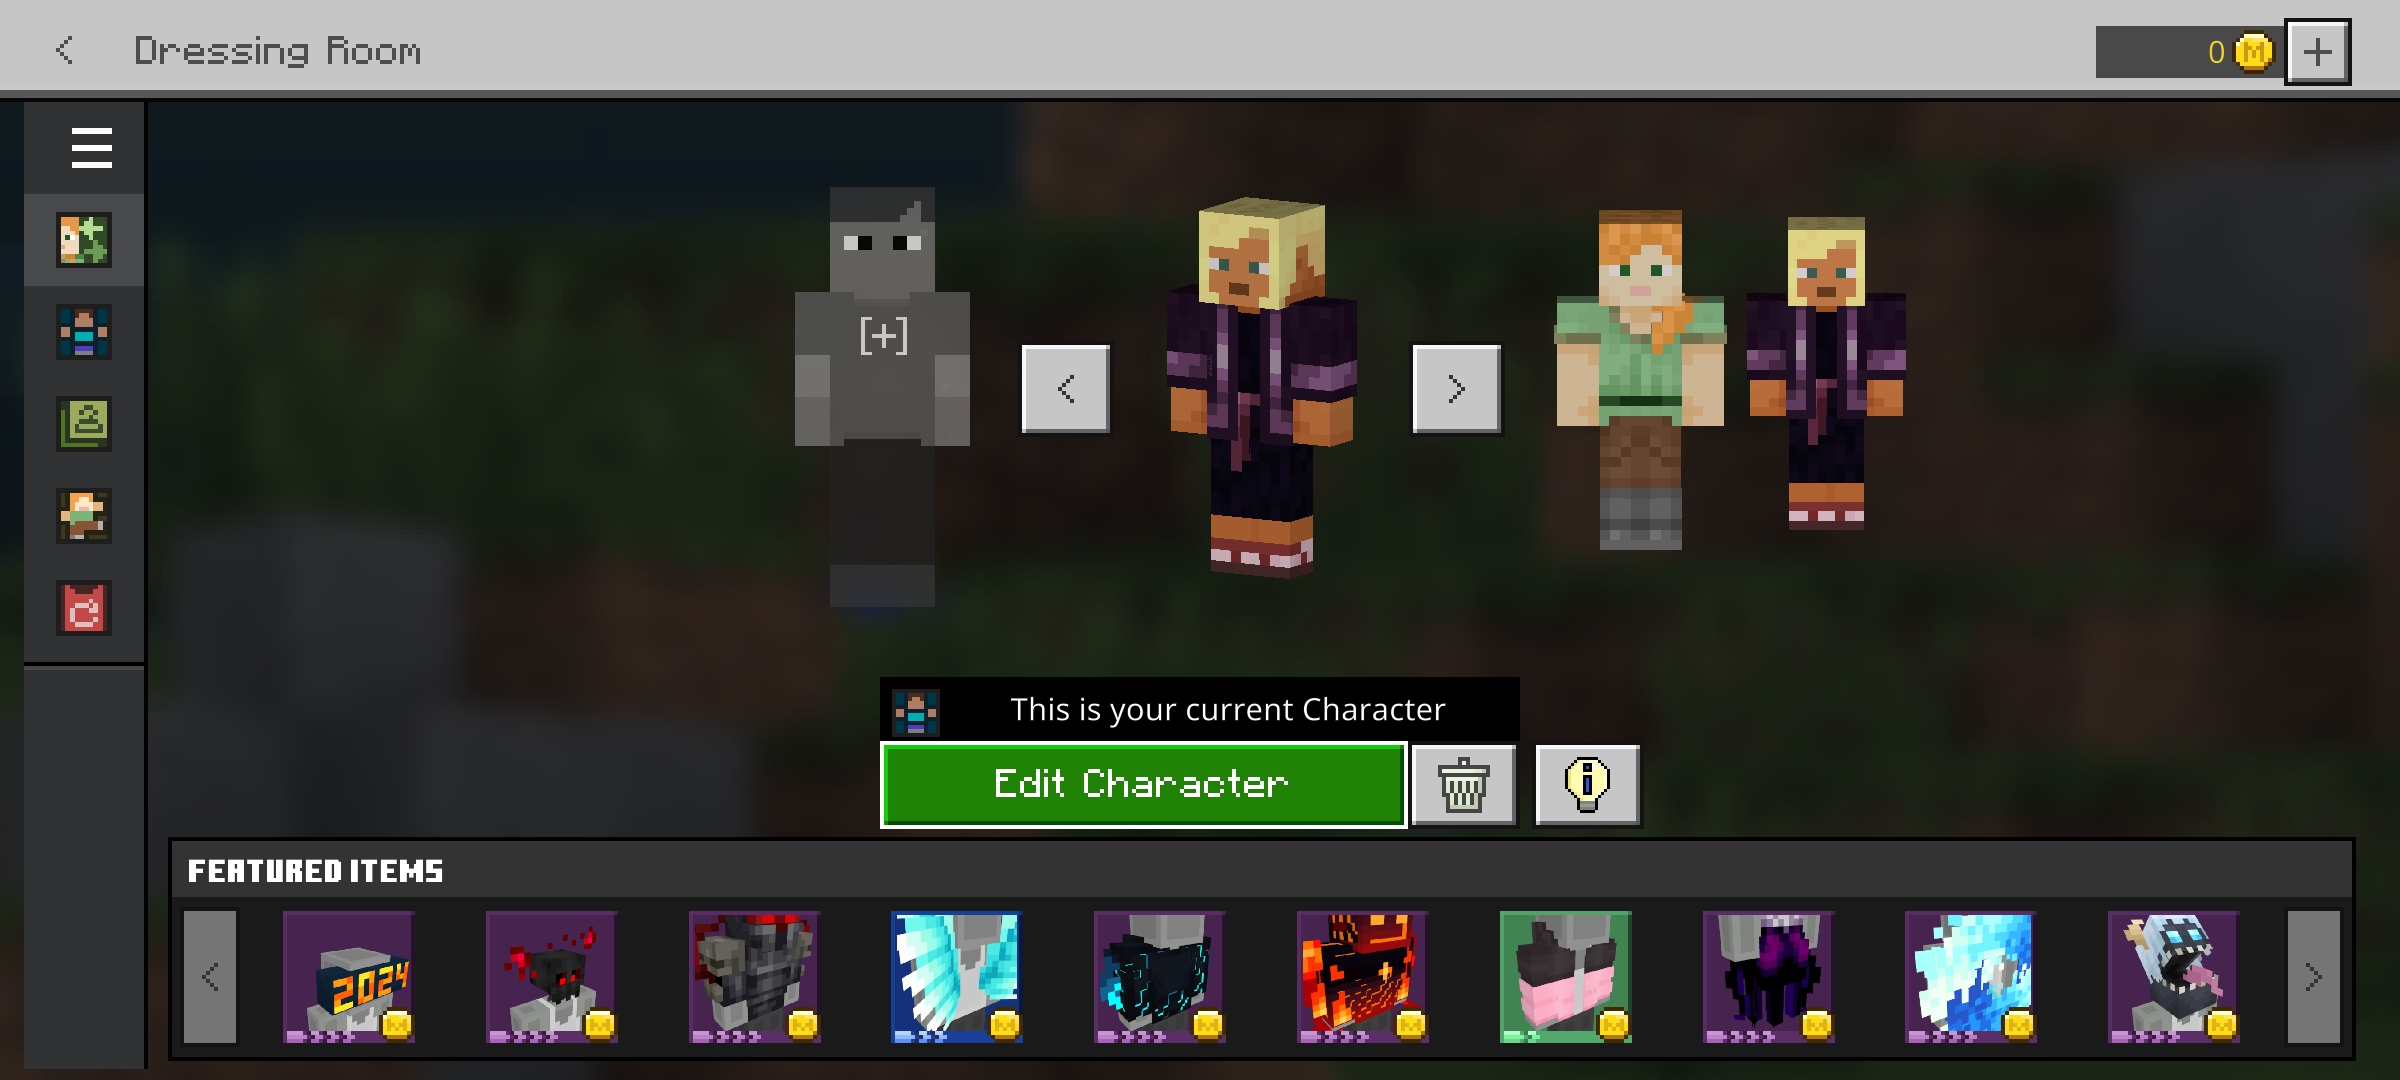 Dressing Room
0
[+]
This is your current Character
Edit Character
FEATURED ITEMS
2024